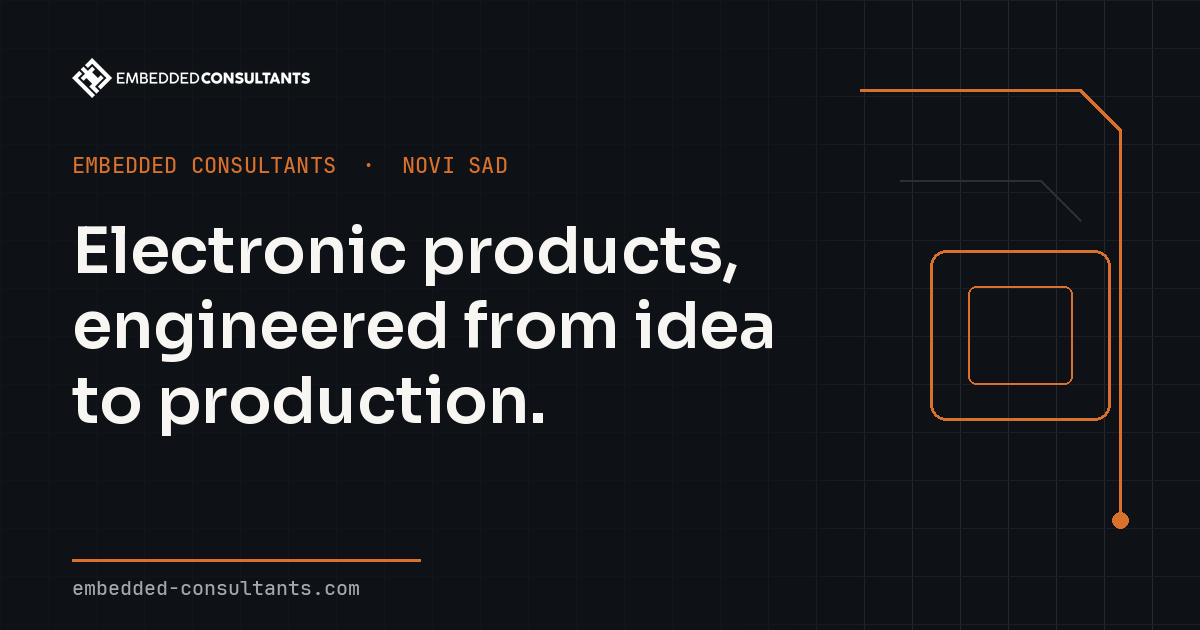 EMBEDDEDCONSULTANTS
EMBEDDED CONSULTANTS · NOVI SAD
Electronic products,
engineered from idea
to production.
embedded-consultants.com